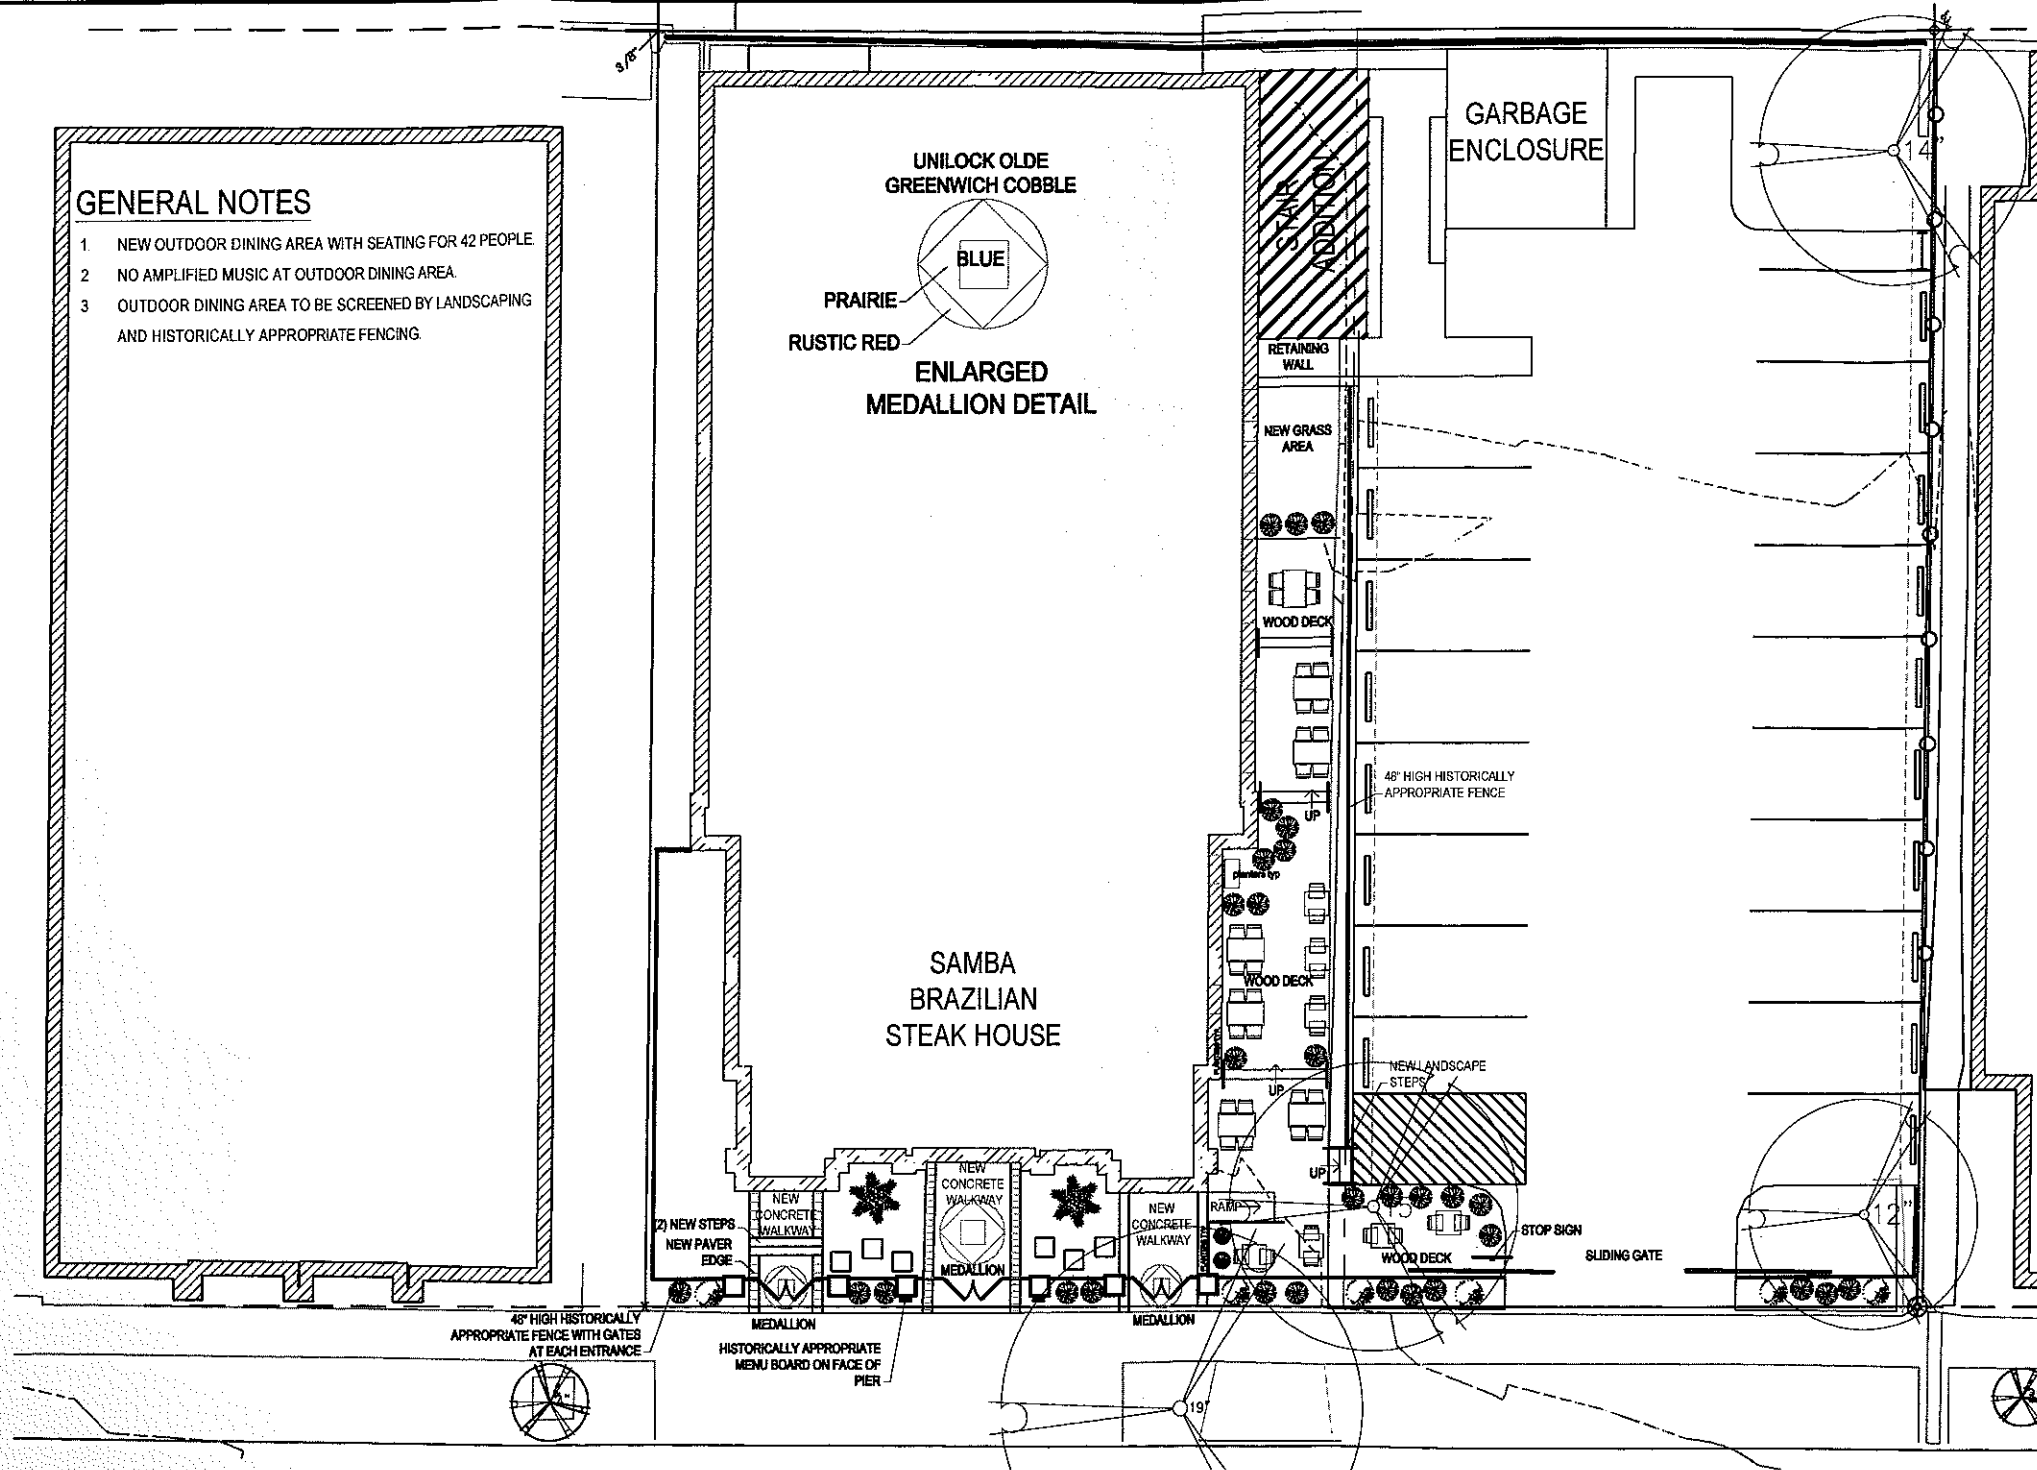 3/8"
GENERAL NOTES
1. NEW OUTDOOR DINING AREA WITH SEATING FOR 42 PEOPLE.
2 NO AMPLIFIED MUSIC AT OUTDOOR DINING AREA.
3 OUTDOOR DINING AREA TO BE SCREENED BY LANDSCAPING
AND HISTORICALLY APPROPRIATE FENCING.
UNILOCK OLDE
GREENWICH COBBLE
BLUE
PRAIRIE
RUSTIC RED
ENLARGED
MEDALLION DETAIL
STAIR
ADDITION
GARBAGE
ENCLOSURE
14"
RETAINING
WALL
NEW GRASS
AREA
WOOD DECK
48" HIGH HISTORICALLY
APPROPRIATE FENCE
UP
planters typ
SAMBA
BRAZILIAN
STEAK HOUSE
WOOD DECK
UP
NEW LANDSCAPE
STEPS
UP
NEW
CONCRETE
WALKWAY
NEW
CONCRETE
WALKWAY
NEW
CONCRETE
WALKWAY
RAMP
(2) NEW STEPS
NEW PAVER
EDGE
MEDALLION
WOOD DECK
STOP SIGN
SLIDING GATE
12"
48" HIGH HISTORICALLY
APPROPRIATE FENCE WITH GATES
AT EACH ENTRANCE
MEDALLION
MEDALLION
HISTORICALLY APPROPRIATE
MENU BOARD ON FACE OF
PIER
19"